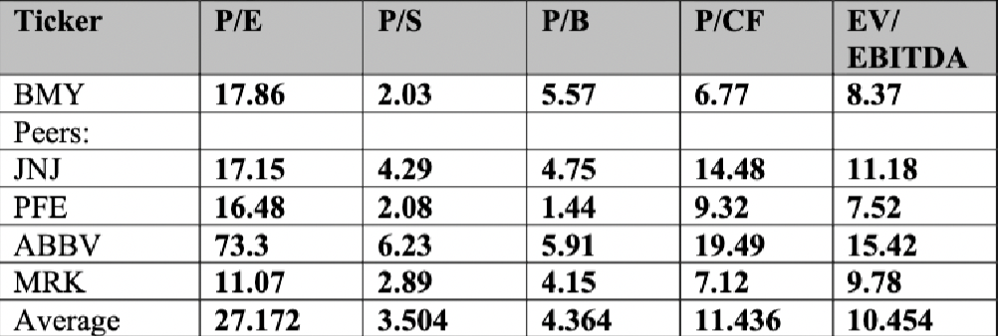 Ticker P/E P/S P/B P/CF EV/
EBITDA
BMY 17.86 2.03 5.57 6.77 8.37
Peers:
JNJ 17.15 4.29 4.75 14.48 11.18
PFE 16.48 2.08 1.44 9.32 7.52
ABBV 73.3 6.23 5.91 19.49 15.42
MRK 11.07 2.89 4.15 7.12 9.78
Average 27.172 3.504 4.364 11.436 10.454